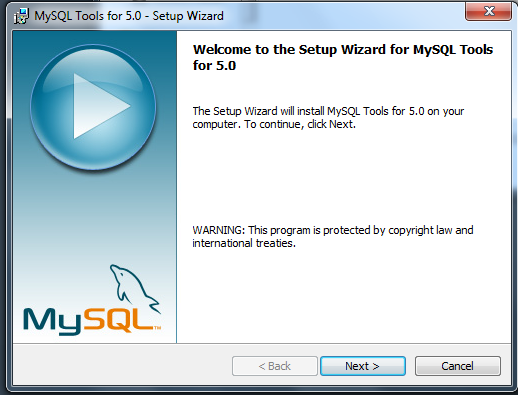 MySQL Tools for 5.0 - Setup Wizard
Welcome to the Setup Wizard for MySQL Tools
for 5.0
The Setup Wizard will install MySQL Tools for 5.0 on your
computer. To continue, click Next.
WARNING: This program is protected by copyright law and
international treaties.
MySQL™
< Back
Next >
Cancel